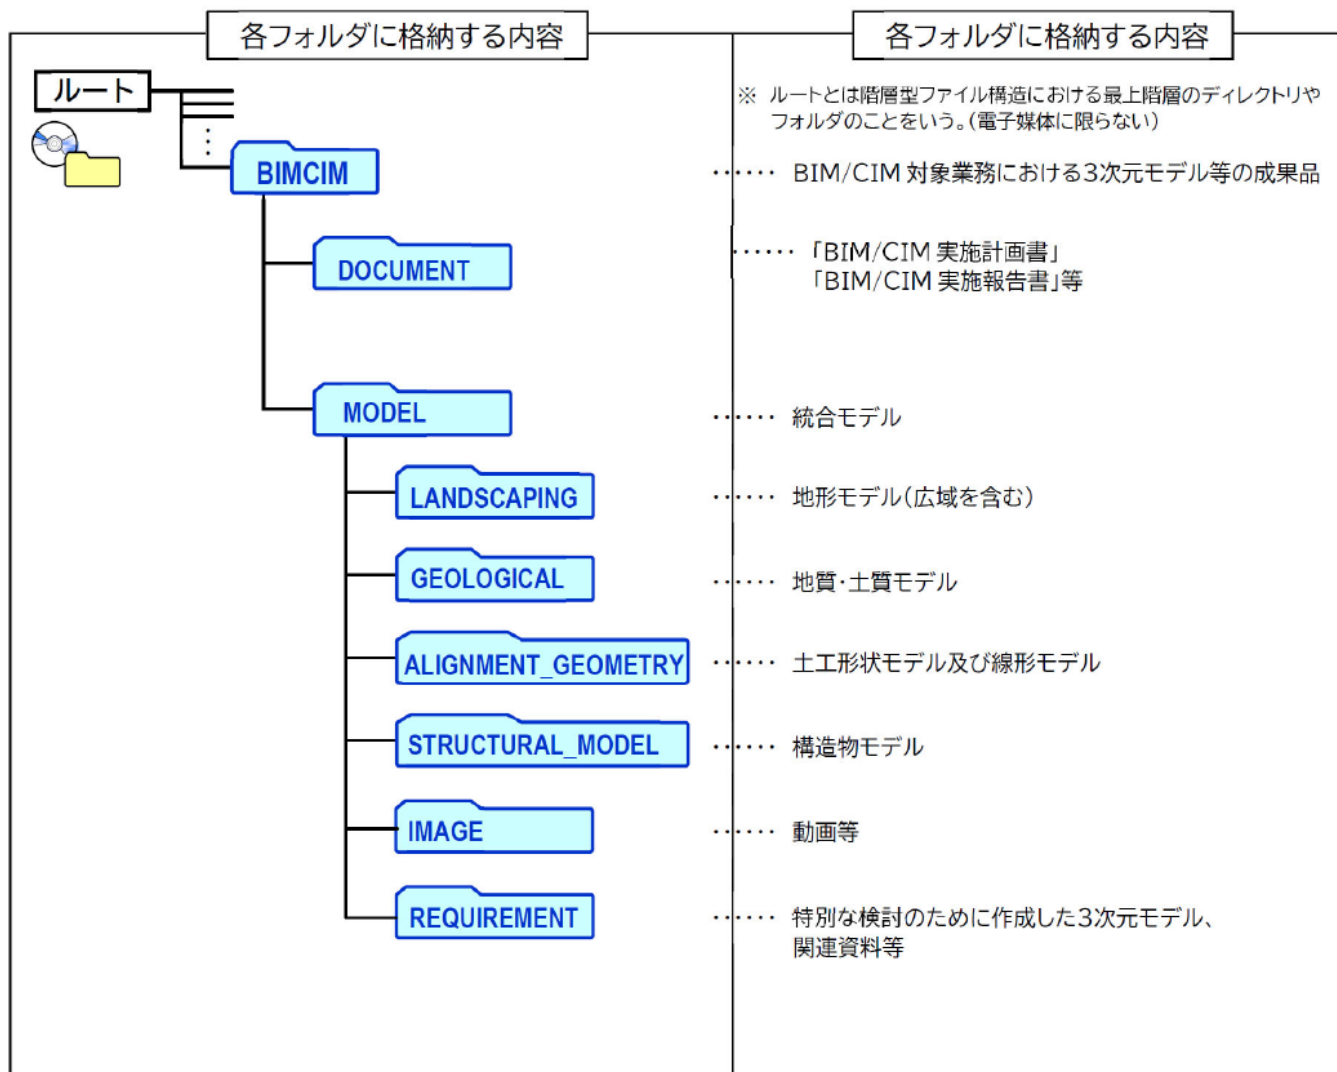 各フォルダに格納する内容
各フォルダに格納する内容
ルート
※ ルートとは階層型ファイル構造における最上階層のディレクトリや
フォルダのことをいう。(電子媒体に限らない)
BIMCIM
…… BIM/CIM 対象業務における3次元モデル等の成果品
DOCUMENT
…… 「BIM/CIM 実施計画書」
「BIM/CIM 実施報告書」等
MODEL
…… 統合モデル
LANDSCAPING
…… 地形モデル(広域を含む)
GEOLOGICAL
…… 地質・土質モデル
ALIGNMENT_GEOMETRY
…… 土工形状モデル及び線形モデル
STRUCTURAL_MODEL
…… 構造物モデル
IMAGE
…… 動画等
REQUIREMENT
…… 特別な検討のために作成した3次元モデル、
関連資料等